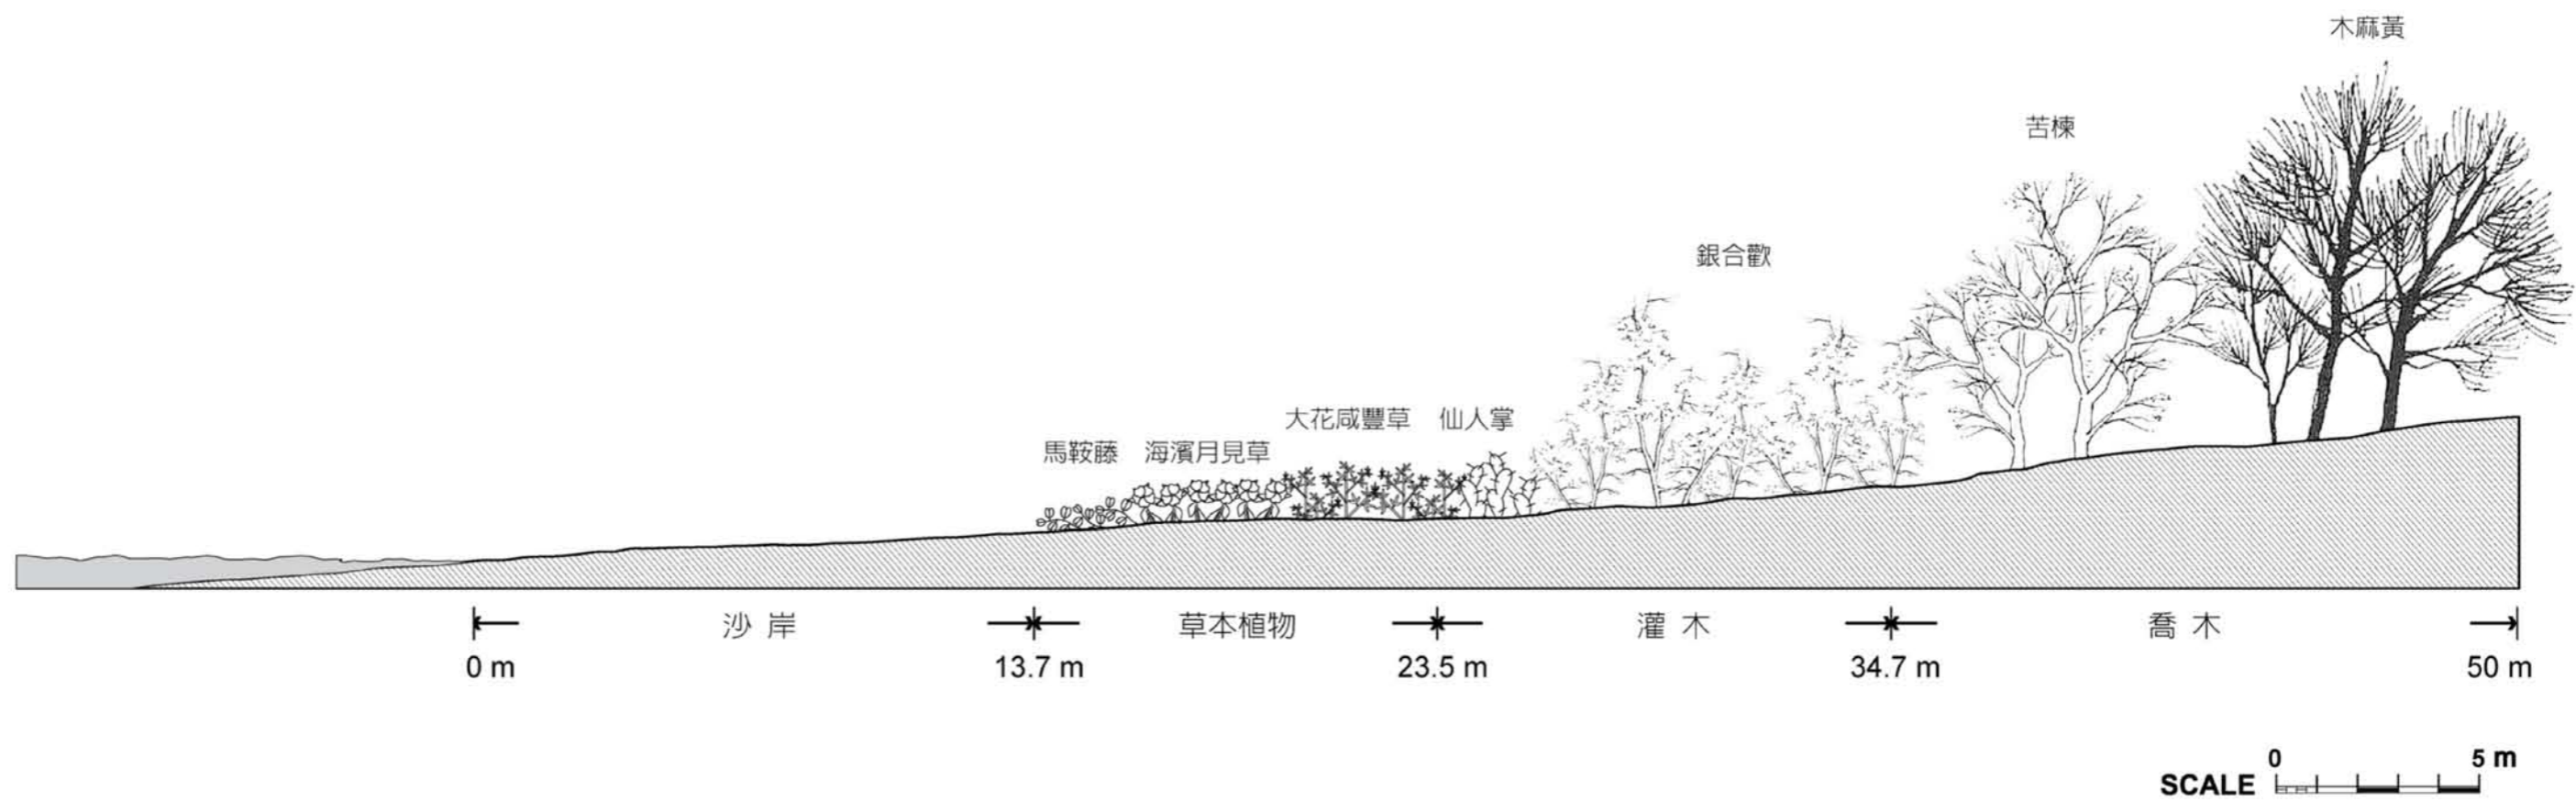 木麻黃
苦楝
銀合歡
大花咸豐草 仙人掌
馬鞍藤 海濱月見草
沙岸 草本植物 灌木 喬木
0 m 13.7 m 23.5 m 34.7 m 50 m
0 5 m
SCALE